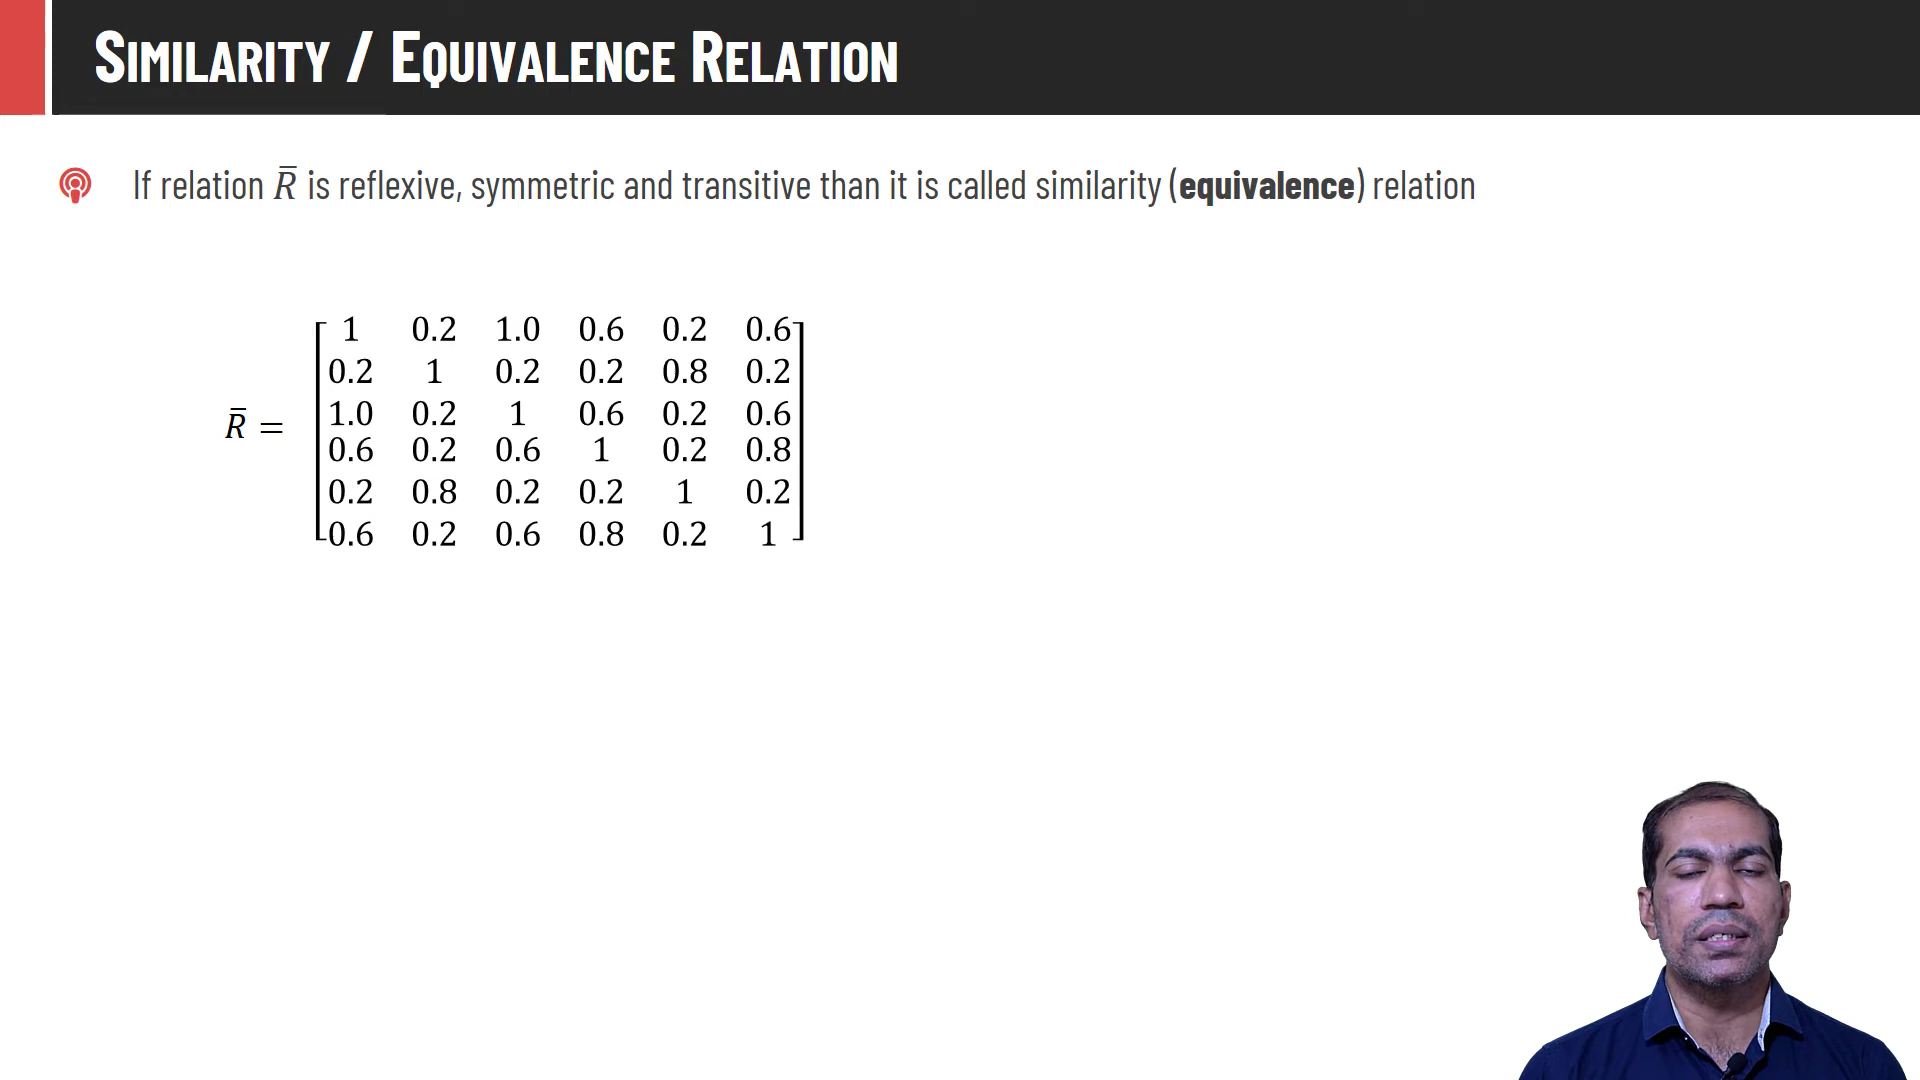 SIMILARITY / EQUIVALENCE RELATION
If relation R̅ is reflexive, symmetric and transitive than it is called similarity (equivalence) relation
1 0.2 1.0 0.6 0.2 0.6
0.2 1 0.2 0.2 0.8 0.2
R̅ =
1.0 0.2 1 0.6 0.2 0.6
0.6 0.2 0.6 1 0.2 0.8
0.2 0.8 0.2 0.2 1 0.2
0.6 0.2 0.6 0.8 0.2 1